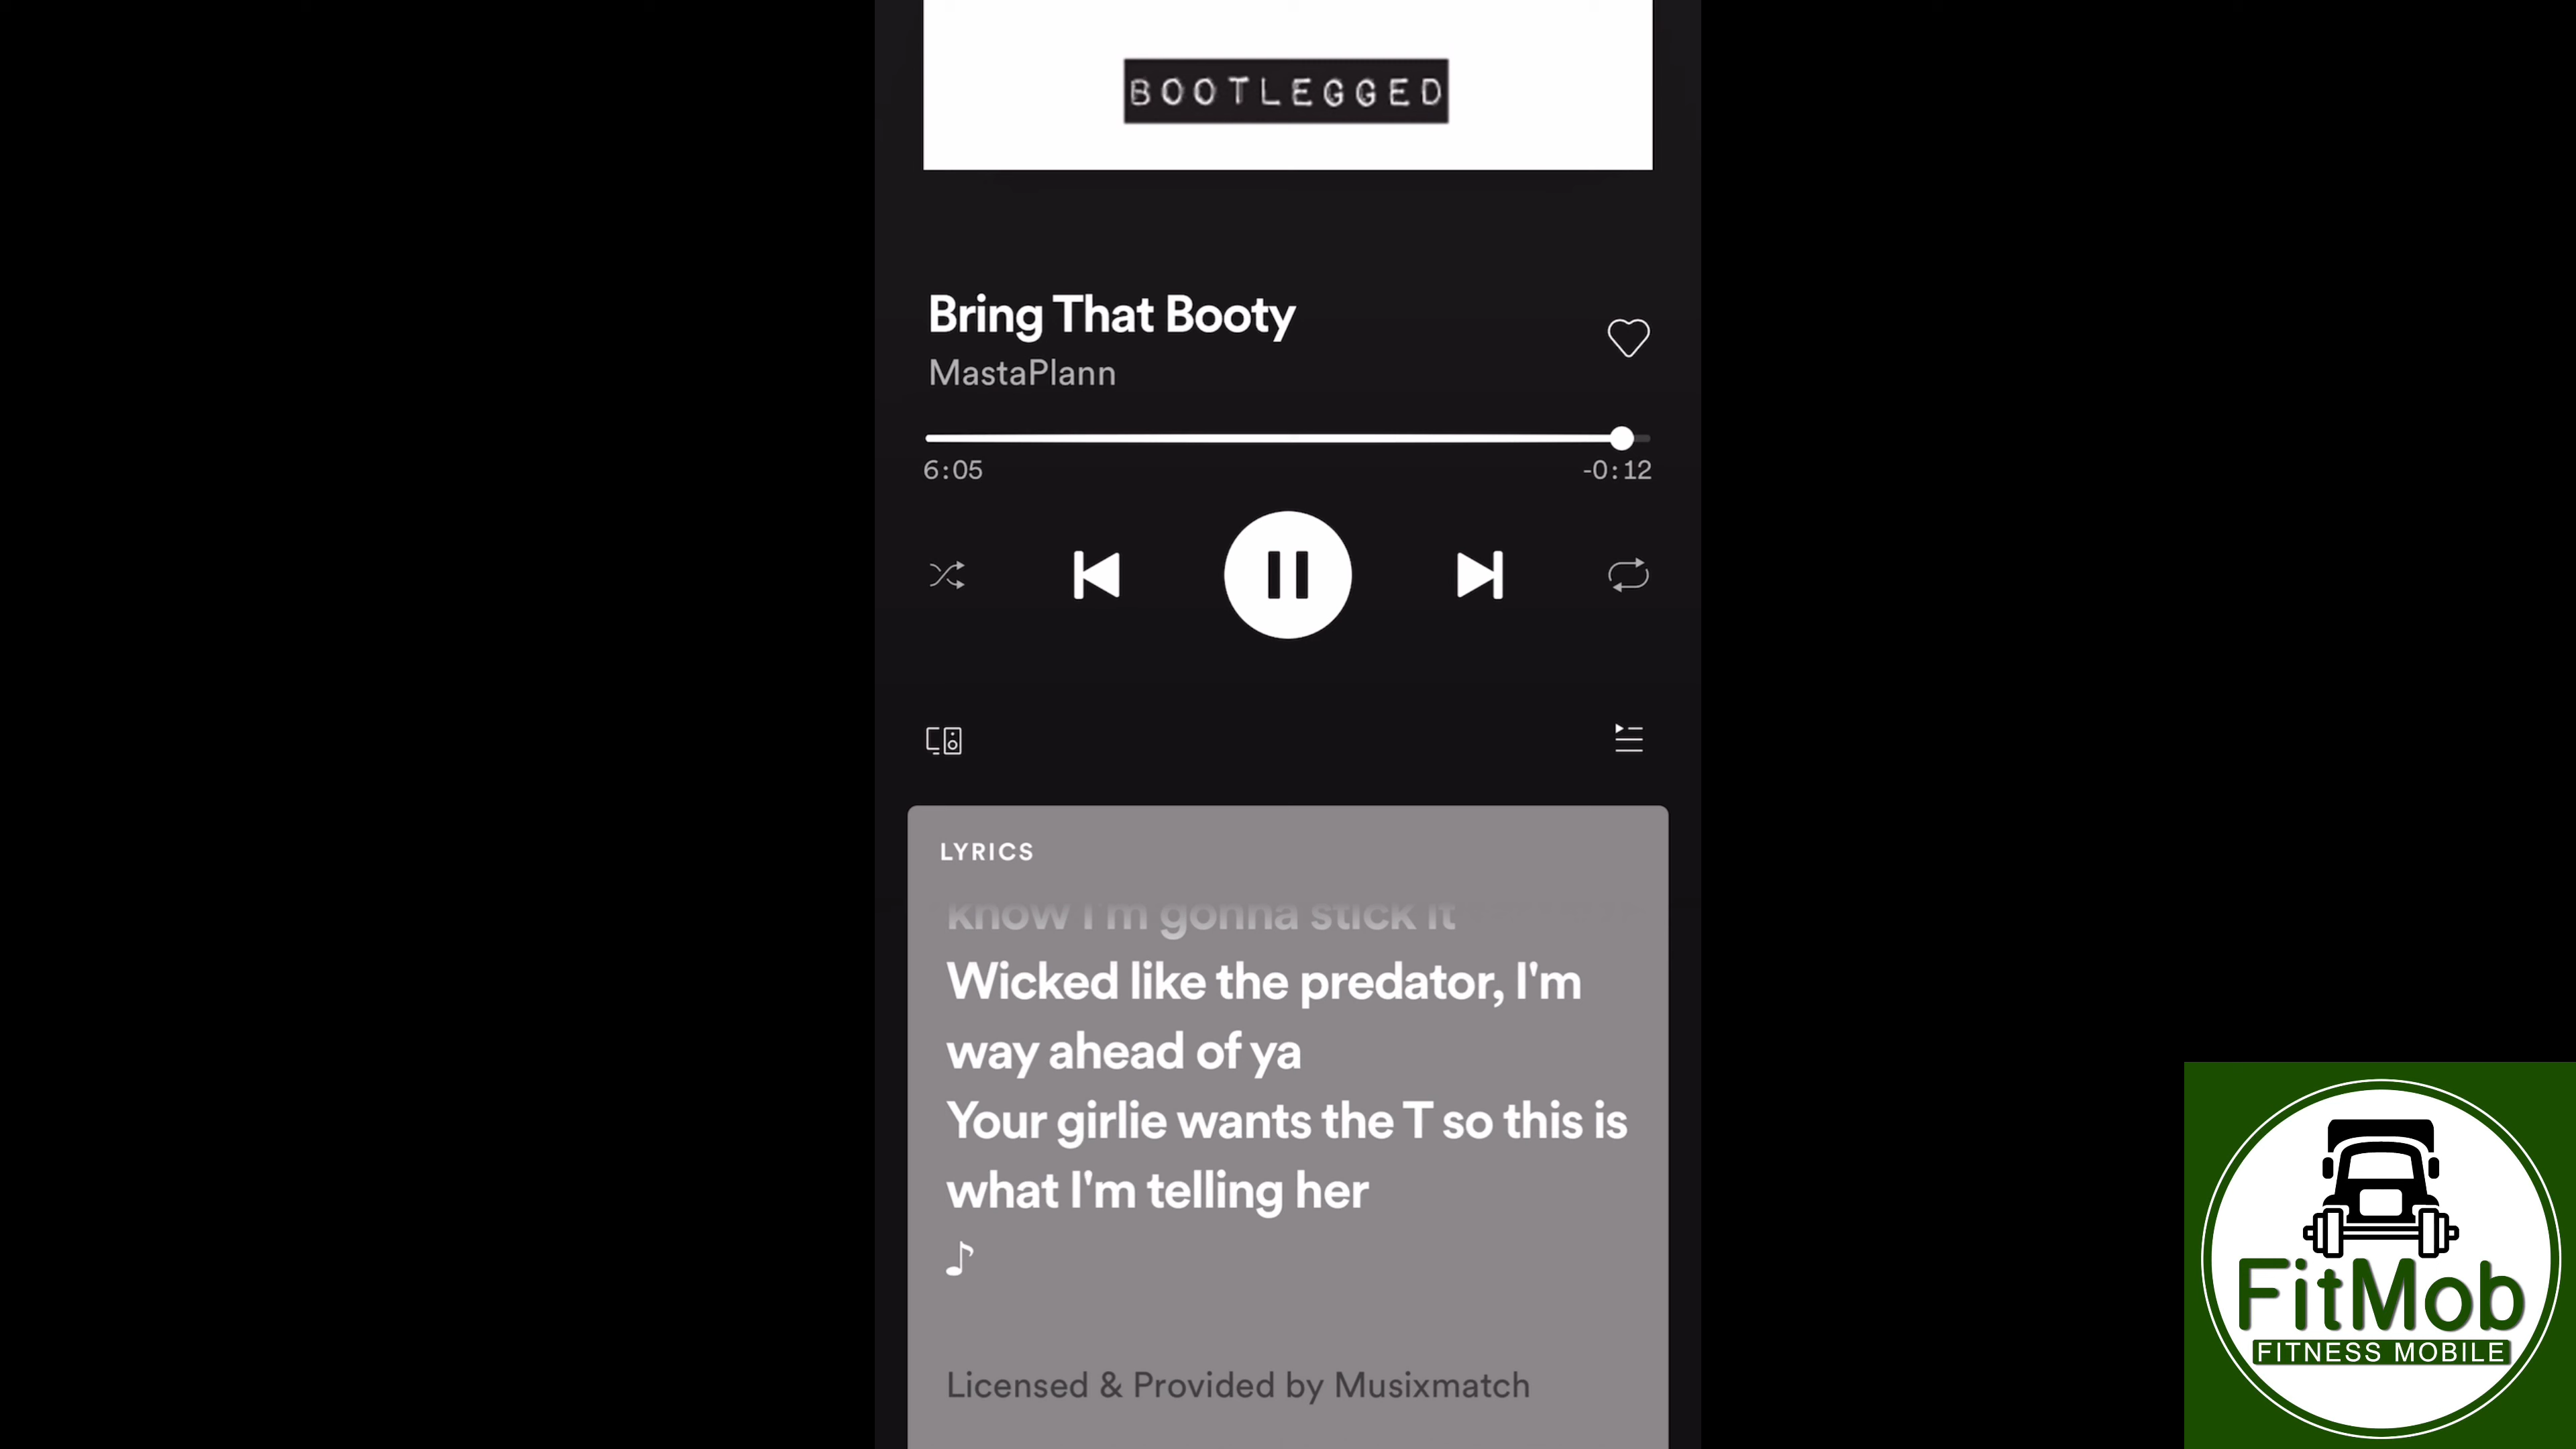 BOOTLEGGED
Bring That Booty
MastaPlann
6:05
-0:12
LYRICS
know I'm gonna stick it
Wicked like the predator, I'm
way ahead of ya
Your girlie wants the T so this is
what I'm telling her
♪
Licensed & Provided by Musixmatch
FitMob
FITNESS MOBILE